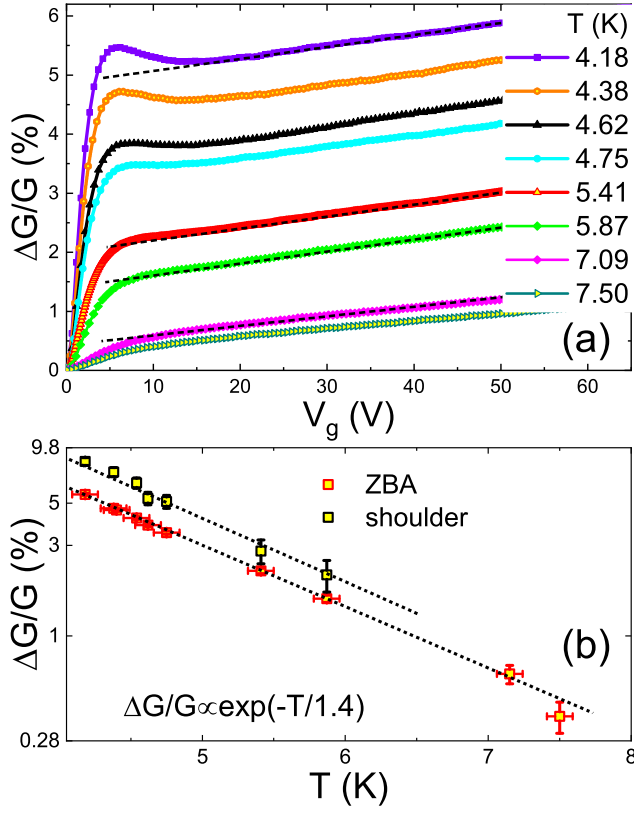 6
5
4
3
2
1
0
ΔG/G (%)
T (K)
4.18
4.38
4.62
4.75
5.41
5.87
7.09
7.50
(a)
0 10 20 30 40 50 60
V_g (V)
9.8
5
3
1
0.28
ΔG/G (%)
ZBA
shoulder
(b)
ΔG/G∝exp(-T/1.4)
5 6 7 8
T (K)